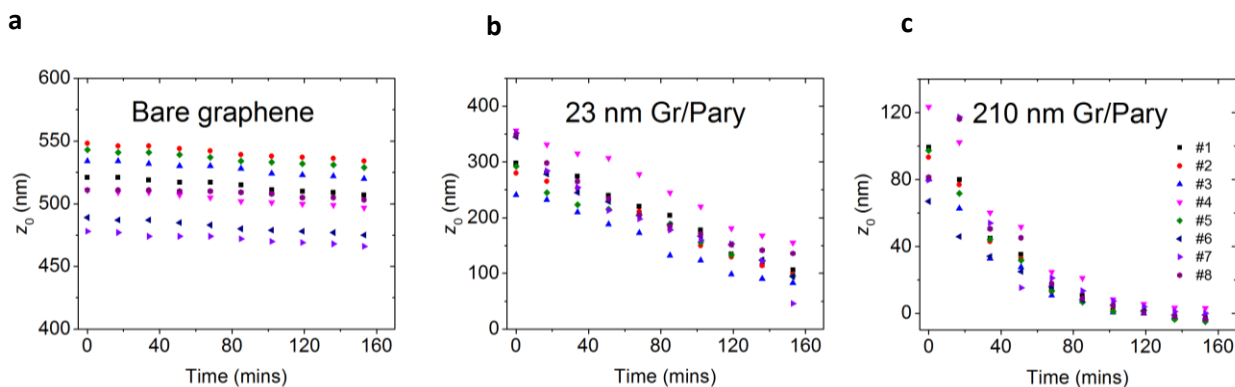 a
b
c
Bare graphene
600
550
500
450
400
z0 (nm)
0 40 80 120 160
Time (mins)
23 nm Gr/Pary
400
300
200
100
0
z0 (nm)
0 40 80 120 160
Time (mins)
210 nm Gr/Pary
120
80
40
0
z0 (nm)
0 40 80 120 160
Time (mins)
#1
#2
#3
#4
#5
#6
#7
#8